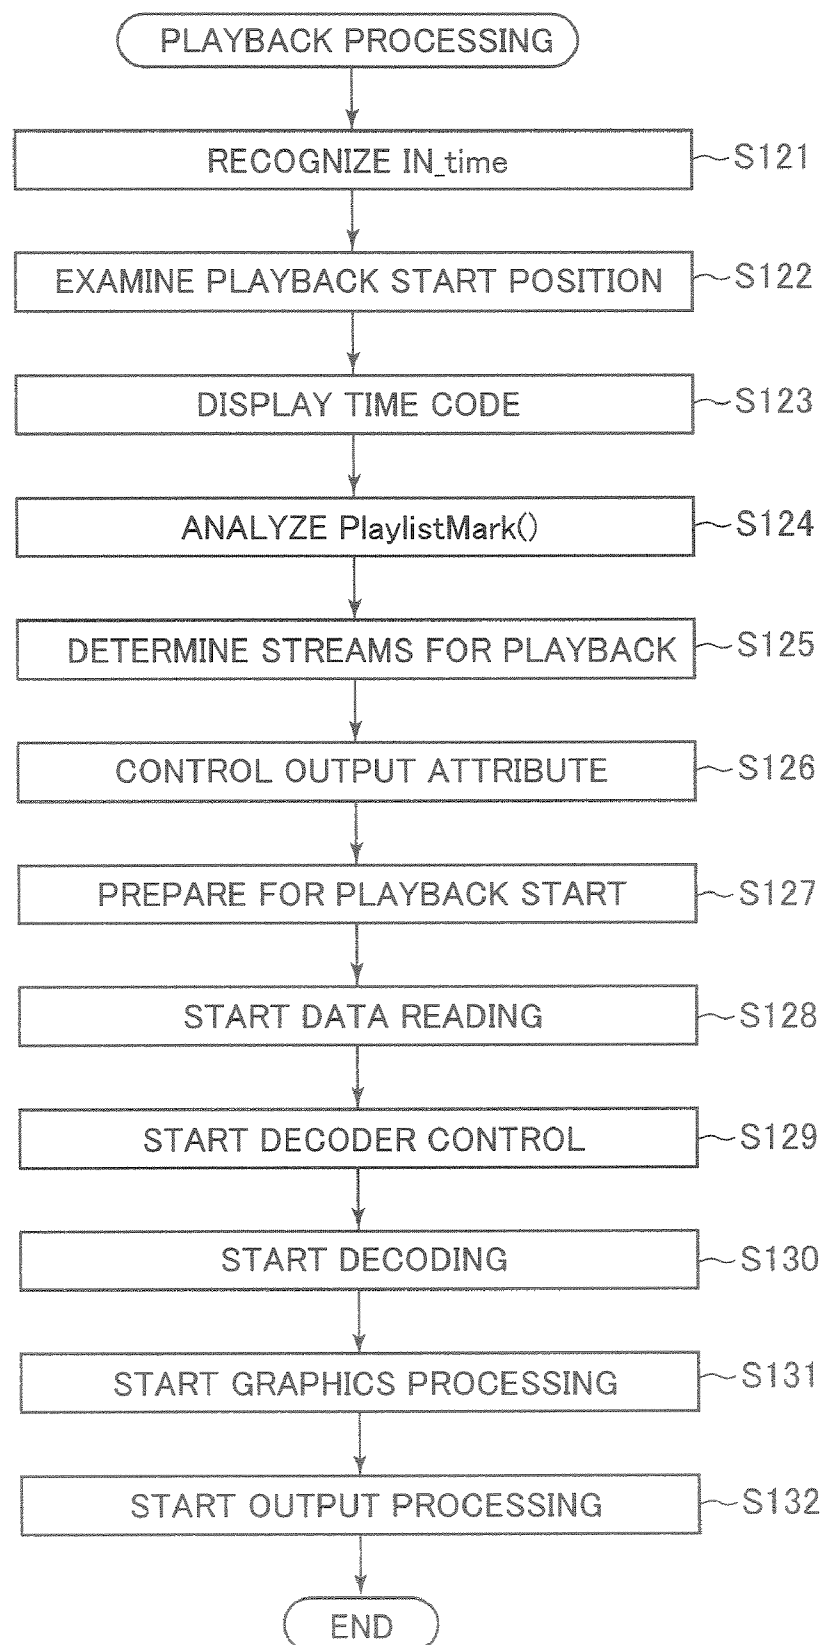 PLAYBACK PROCESSING
RECOGNIZE IN_time S121
EXAMINE PLAYBACK START POSITION S122
DISPLAY TIME CODE S123
ANALYZE PlaylistMark() S124
DETERMINE STREAMS FOR PLAYBACK S125
CONTROL OUTPUT ATTRIBUTE S126
PREPARE FOR PLAYBACK START S127
START DATA READING S128
START DECODER CONTROL S129
START DECODING S130
START GRAPHICS PROCESSING S131
START OUTPUT PROCESSING S132
END